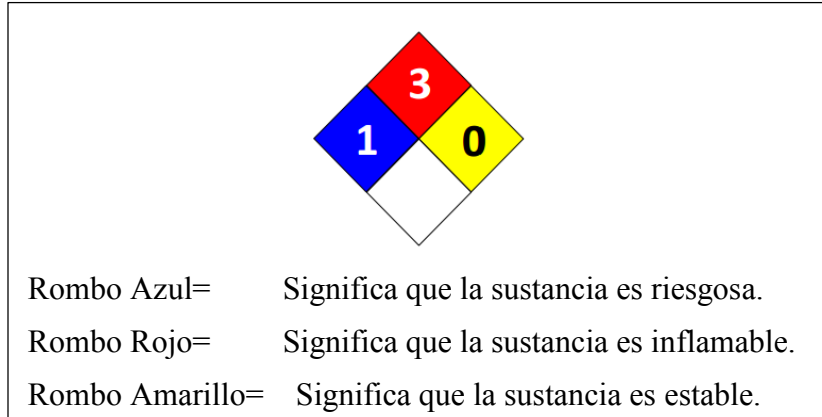 3
1 0
Rombo Azul= Significa que la sustancia es riesgosa.
Rombo Rojo= Significa que la sustancia es inflamable.
Rombo Amarillo= Significa que la sustancia es estable.